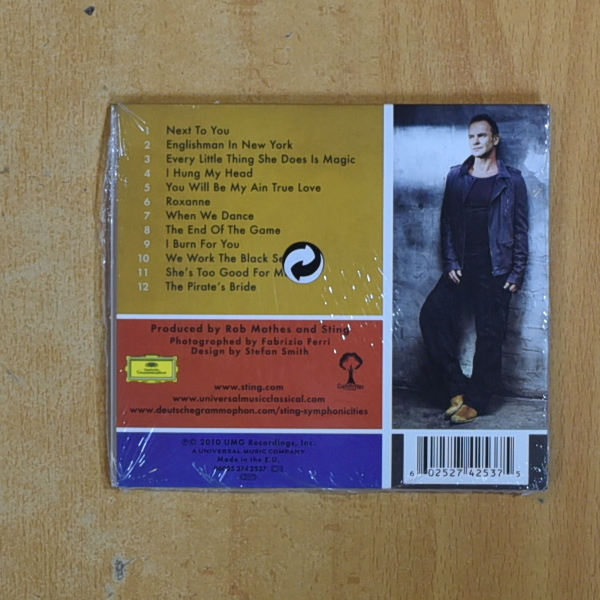 1 Next To You
2 Englishman In New York
3 Every Little Thing She Does Is Magic
4 I Hung My Head
5 You Will Be My Ain True Love
6 Roxanne
7 When We Dance
8 The End Of The Game
9 I Burn For You
10 We Work The Black Se
11 She's Too Good For M
12 The Pirate's Bride
Produced by Rob Mathes and Sting
Photographed by Fabrizio Ferri
Design by Stefan Smith
Deutsche
Grammophon
Cherrytree
www.sting.com
www.universalmusicclassical.com
www.deutschegrammophon.com/sting-symphonicities
℗© 2010 UMG Recordings, Inc.
A UNIVERSAL MUSIC COMPANY
Made in the E.U.
6 02527 42537 5